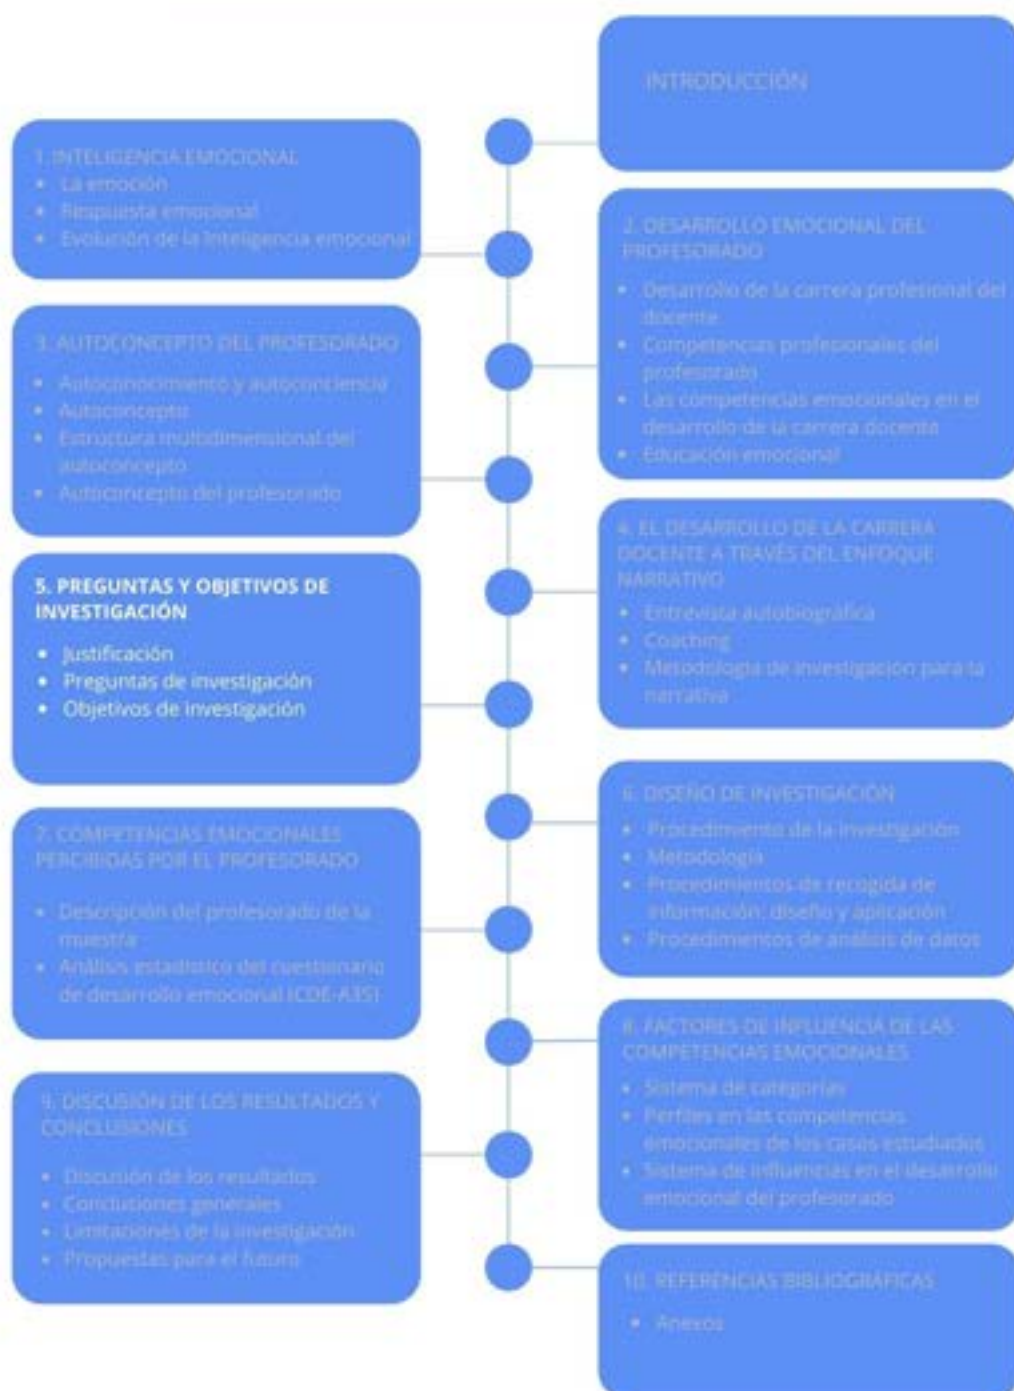 INTRODUCCIÓN
1. INTELIGENCIA EMOCIONAL
• La emoción
• Respuesta emocional
• Evolución de la Inteligencia emocional
2. DESARROLLO EMOCIONAL DEL
PROFESORADO
• Desarrollo de la carrera profesional del
docente
• Competencias profesionales del
profesorado
• Las competencias emocionales en el
desarrollo de la carrera docente
• Educación emocional
3. AUTOCONCEPTO DEL PROFESORADO
• Autoconocimiento y autoconciencia
• Autoconcepto
• Estructura multidimensional del
autoconcepto
• Autoconcepto del profesorado
4. EL DESARROLLO DE LA CARRERA
DOCENTE A TRAVÉS DEL ENFOQUE
NARRATIVO
• Entrevista autobiográfica
• Coaching
• Metodología de investigación para la
narrativa
5. PREGUNTAS Y OBJETIVOS DE
INVESTIGACIÓN
• Justificación
• Preguntas de investigación
• Objetivos de investigación
6. DISEÑO DE INVESTIGACIÓN
• Procedimiento de la investigación
• Metodología
• Procedimientos de recogida de
información: diseño y aplicación
• Procedimientos de análisis de datos
7. COMPETENCIAS EMOCIONALES
PERCIBIDAS POR EL PROFESORADO
• Descripción del profesorado de la
muestra
• Análisis estadístico del cuestionario
de desarrollo emocional (CDE-A35)
8. FACTORES DE INFLUENCIA DE LAS
COMPETENCIAS EMOCIONALES
• Sistema de categorías
• Perfiles en las competencias
emocionales de los casos estudiados
• Sistema de influencias en el desarrollo
emocional del profesorado
9. DISCUSIÓN DE LOS RESULTADOS Y
CONCLUSIONES
• Discusión de los resultados
• Conclusiones generales
• Limitaciones de la investigación
• Propuestas para el futuro
10. REFERENCIAS BIBLIOGRÁFICAS
• Anexos